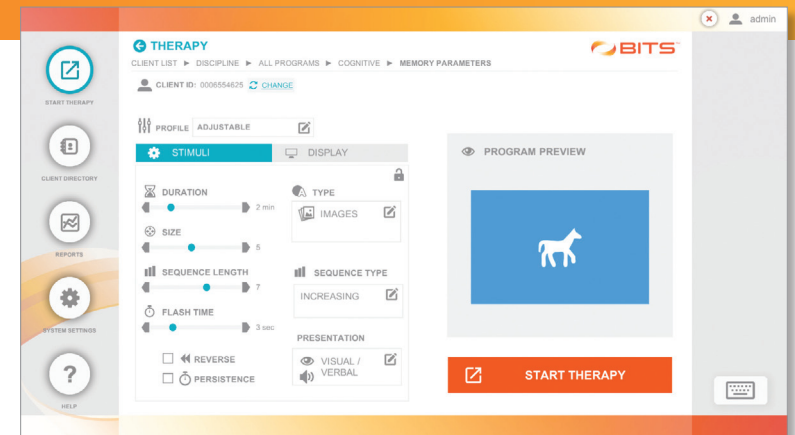 admin
THERAPY
BITS
CLIENT LIST ► DISCIPLINE ► ALL PROGRAMS ► COGNITIVE ► MEMORY PARAMETERS
CLIENT ID: 0006554625 CHANGE
START THERAPY
PROFILE ADJUSTABLE
STIMULI
DISPLAY
PROGRAM PREVIEW
CLIENT DIRECTORY
DURATION
2 min
TYPE
IMAGES
SIZE
5
REPORTS
SEQUENCE LENGTH
7
SEQUENCE TYPE
INCREASING
FLASH TIME
3 sec
SYSTEM SETTINGS
PRESENTATION
REVERSE
PERSISTENCE
VISUAL /
VERBAL
START THERAPY
?
HELP